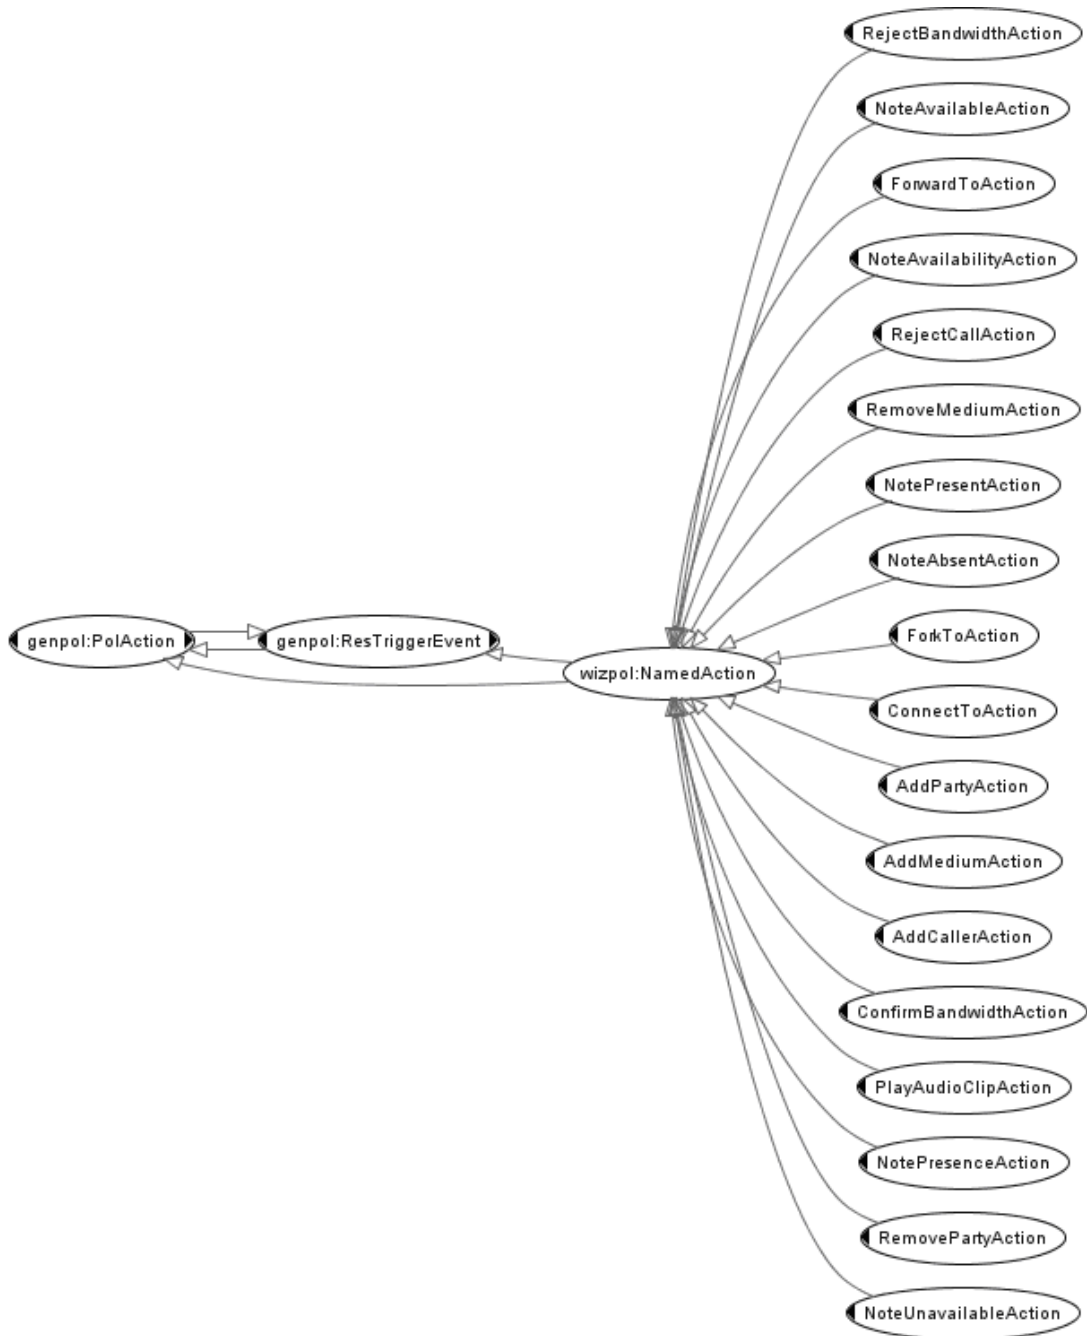 RejectBandwidthAction
NoteAvailableAction
ForwardToAction
NoteAvailabilityAction
RejectCallAction
RemoveMediumAction
NotePresentAction
NoteAbsentAction
genpol:PolAction
genpol:ResTriggerEvent
ForkToAction
wizpol:NamedAction
ConnectToAction
AddPartyAction
AddMediumAction
AddCallerAction
ConfirmBandwidthAction
PlayAudioClipAction
NotePresenceAction
RemovePartyAction
NoteUnavailableAction